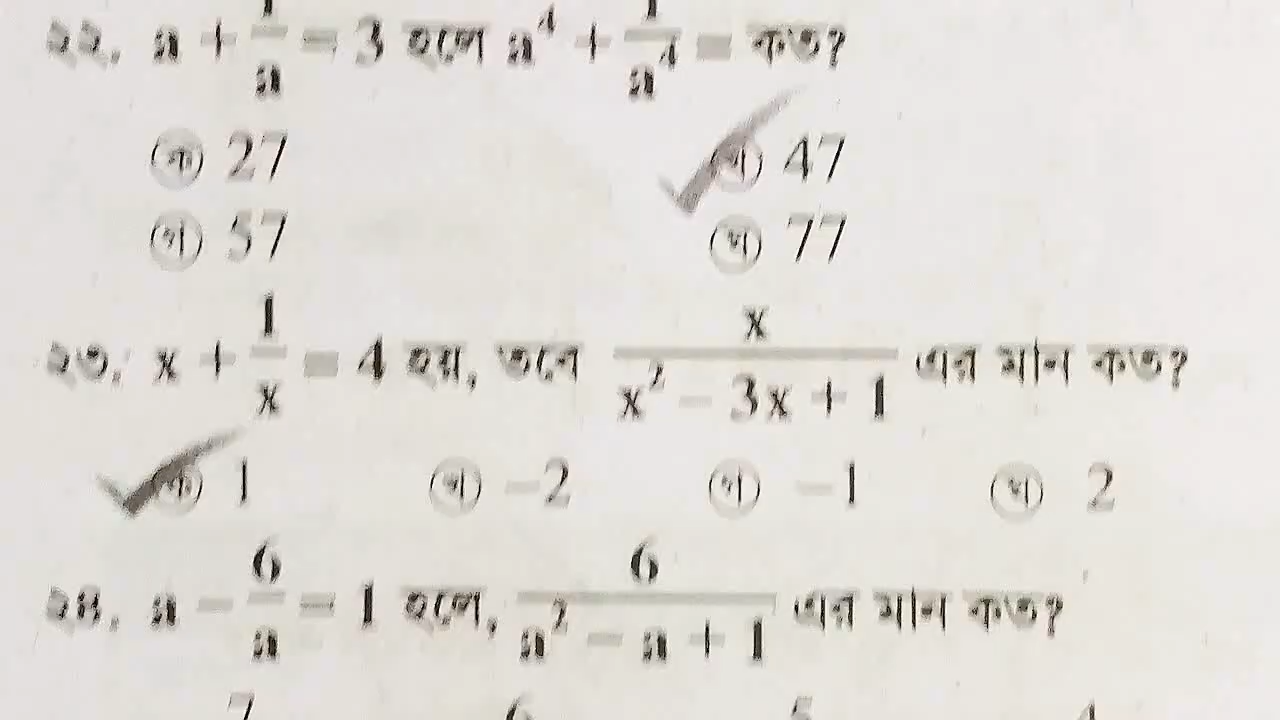 ২২. a + 1/a = 3 হলে a⁴ + 1/a⁴ = কত?
ক 27 খ 47
গ 57 ঘ 77
২৩. x + 1/x = 4 হয়, তবে x/(x² − 3x + 1) এর মান কত?
ক 1 খ −2 গ −1 ঘ 2
২৪. a − 6/a = 1 হলে, 6/(a² − a + 1) এর মান কত?